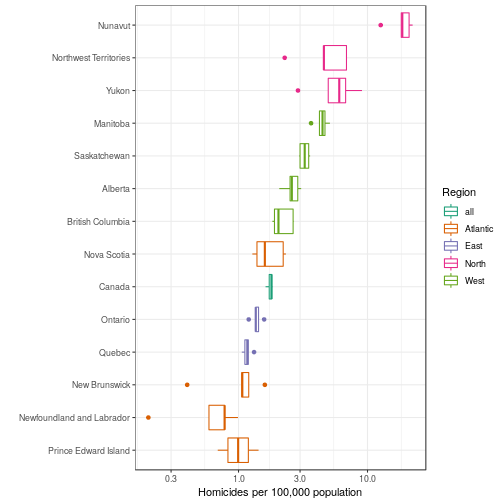 Nunavut
Northwest Territories
Yukon
Manitoba
Saskatchewan
Alberta
British Columbia
Nova Scotia
Canada
Ontario
Quebec
New Brunswick
Newfoundland and Labrador
Prince Edward Island
0.3 1.0 3.0 10.0
Homicides per 100,000 population
Region
all
Atlantic
East
North
West